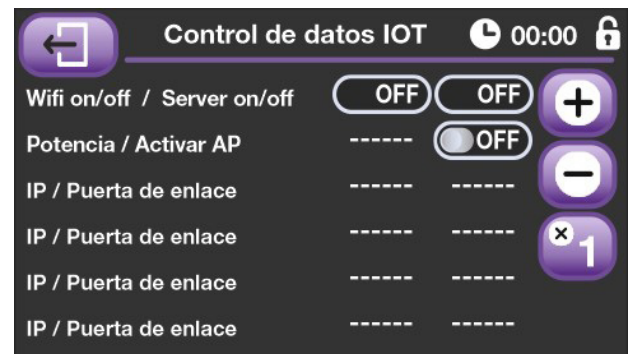 Control de datos IOT 00:00
Wifi on/off / Server on/off OFF OFF
+
Potencia / Activar AP ------ OFF
−
IP / Puerta de enlace ------ ------
IP / Puerta de enlace ------ ------
×1
IP / Puerta de enlace ------ ------
IP / Puerta de enlace ------ ------